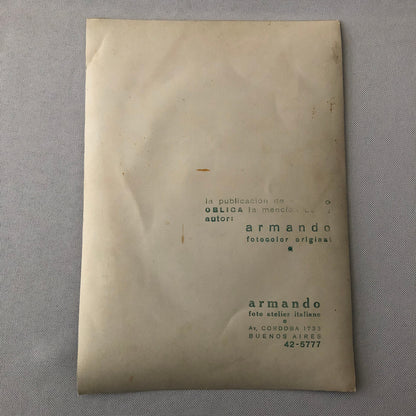 la publicación de o
OBLIGA la mención
autor:
armando
fotocolor original
armando
foto atelier italiano
Av. CORDOBA 1733
BUENOS AIRES
42-5777